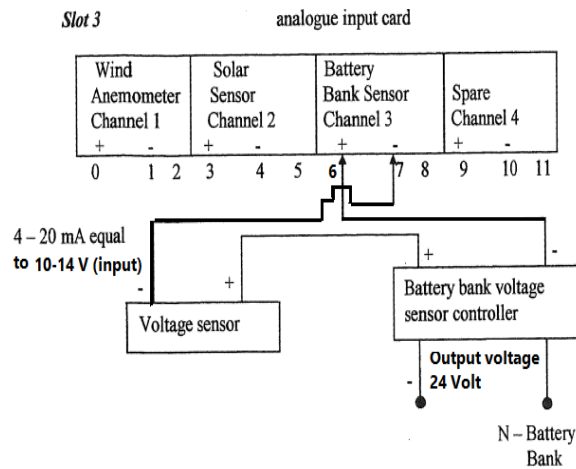 Slot 3 analogue input card
Wind
Anemometer
Channel 1
+ -
Solar
Sensor
Channel 2
+ -
Battery
Bank Sensor
Channel 3
+ -
Spare
Channel 4
+ -
0 1 2 3 4 5 6 7 8 9 10 11
4 – 20 mA equal
to 10-14 V (input)
- +
Voltage sensor
+ -
Battery bank voltage
sensor controller
Output voltage
- 24 Volt
N – Battery
Bank